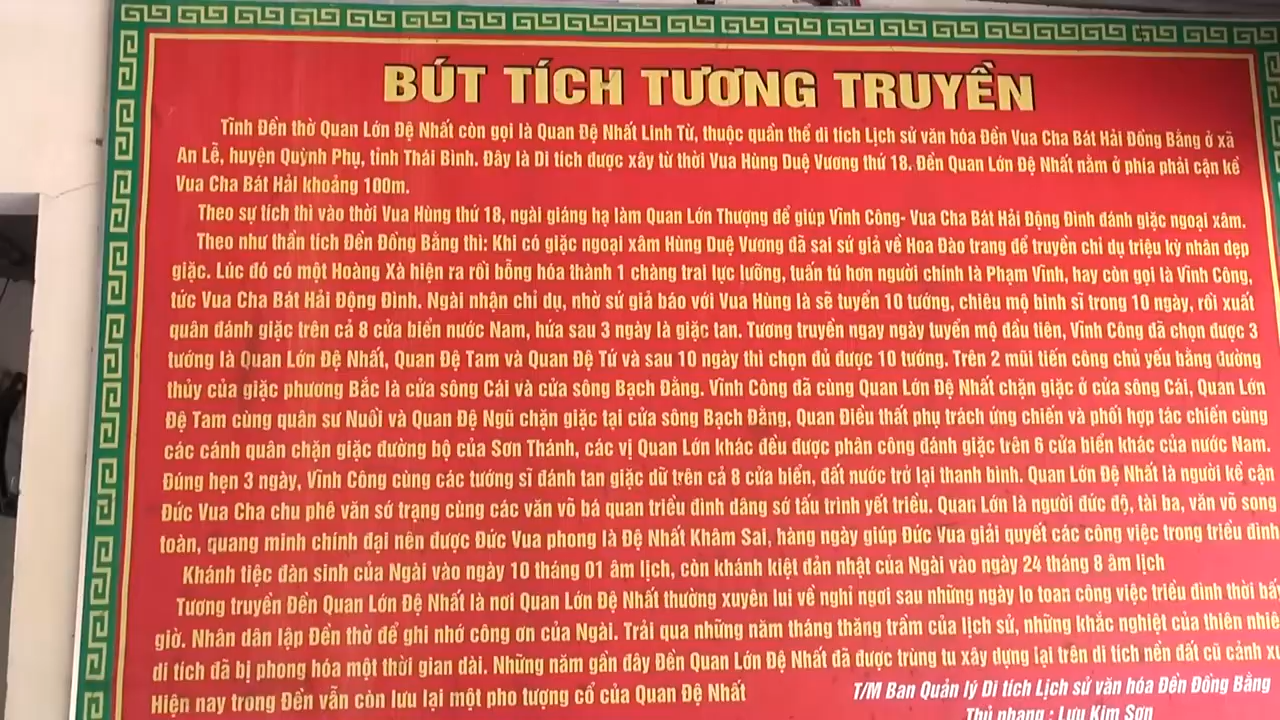 BÚT TÍCH TƯƠNG TRUYỀN
Tĩnh Đền thờ Quan Lớn Đệ Nhất còn gọi là Quan Đệ Nhất Linh Từ, thuộc quần thể di tích Lịch sử văn hóa Đền Vua Cha Bát Hải Đồng Bằng ở xã
An Lễ, huyện Quỳnh Phụ, tỉnh Thái Bình. Đây là Di tích được xây từ thời Vua Hùng Duệ Vương thứ 18. Đền Quan Lớn Đệ Nhất nằm ở phía phải cận kề
Vua Cha Bát Hải khoảng 100m.
Theo sự tích thì vào thời Vua Hùng thứ 18, ngài giáng hạ làm Quan Lớn Thượng để giúp Vĩnh Công- Vua Cha Bát Hải Động Đình đánh giặc ngoại xâm.
Theo như thần tích Đền Đồng Bằng thì: Khi có giặc ngoại xâm Hùng Duệ Vương đã sai sứ giả về Hoa Đào trang để truyền chỉ dụ triệu kỳ nhân dẹp
giặc. Lúc đó có một Hoàng Xà hiện ra rồi bỗng hóa thành 1 chàng trai lực lưỡng, tuấn tú hơn người chính là Phạm Vĩnh, hay còn gọi là Vĩnh Công,
tức Vua Cha Bát Hải Động Đình. Ngài nhận chỉ dụ, nhờ sứ giả báo với Vua Hùng là sẽ tuyển 10 tướng, chiêu mộ binh sĩ trong 10 ngày, rồi xuất
quân đánh giặc trên cả 8 cửa biển nước Nam, hứa sau 3 ngày là giặc tan. Tương truyền ngay ngày tuyển mộ đầu tiên, Vĩnh Công đã chọn được 3
tướng là Quan Lớn Đệ Nhất, Quan Đệ Tam và Quan Đệ Tứ và sau 10 ngày thì chọn đủ được 10 tướng. Trên 2 mũi tiến công chủ yếu bằng đường
thủy của giặc phương Bắc là cửa sông Cái và cửa sông Bạch Đằng. Vĩnh Công đã cùng Quan Lớn Đệ Nhất chặn giặc ở cửa sông Cái, Quan Lớn
Đệ Tam cùng quân sư Nuồi và Quan Đệ Ngũ chặn giặc tại cửa sông Bạch Đằng, Quan Điều thất phụ trách ứng chiến và phối hợp tác chiến cùng
các cánh quân chặn giặc đường bộ của Sơn Thánh, các vị Quan Lớn khác đều được phân công đánh giặc trên 6 cửa biển khác của nước Nam.
Đúng hẹn 3 ngày, Vĩnh Công cùng các tướng sĩ đánh tan giặc dữ trên cả 8 cửa biển, đất nước trở lại thanh bình. Quan Lớn Đệ Nhất là người kề cận
Đức Vua Cha chu phê văn sớ trạng cùng các văn võ bá quan triều đình dâng sớ tấu trình yết triều. Quan Lớn là người đức độ, tài ba, văn võ song
toàn, quang minh chính đại nên được Đức Vua phong là Đệ Nhất Khâm Sai, hàng ngày giúp Đức Vua giải quyết các công việc trong triều đình
Khánh tiệc đàn sinh của Ngài vào ngày 10 tháng 01 âm lịch, còn khánh kiệt đản nhật của Ngài vào ngày 24 tháng 8 âm lịch
Tương truyền Đền Quan Lớn Đệ Nhất là nơi Quan Lớn Đệ Nhất thường xuyên lui về nghỉ ngơi sau những ngày lo toan công việc triều đình thời bấy
giờ. Nhân dân lập Đền thờ để ghi nhớ công ơn của Ngài. Trải qua những năm tháng thăng trầm của lịch sử, những khắc nghiệt của thiên nhiê
di tích đã bị phong hóa một thời gian dài. Những năm gần đây Đền Quan Lớn Đệ Nhất đã được trùng tu xây dựng lại trên di tích nền đất cũ cảnh xư
Hiện nay trong Đền vẫn còn lưu lại một pho tượng cổ của Quan Đệ Nhất
T/M Ban Quản lý Di tích Lịch sử văn hóa Đền Đồng Bằng
Thủ nhang : Lưu Kim Sơn